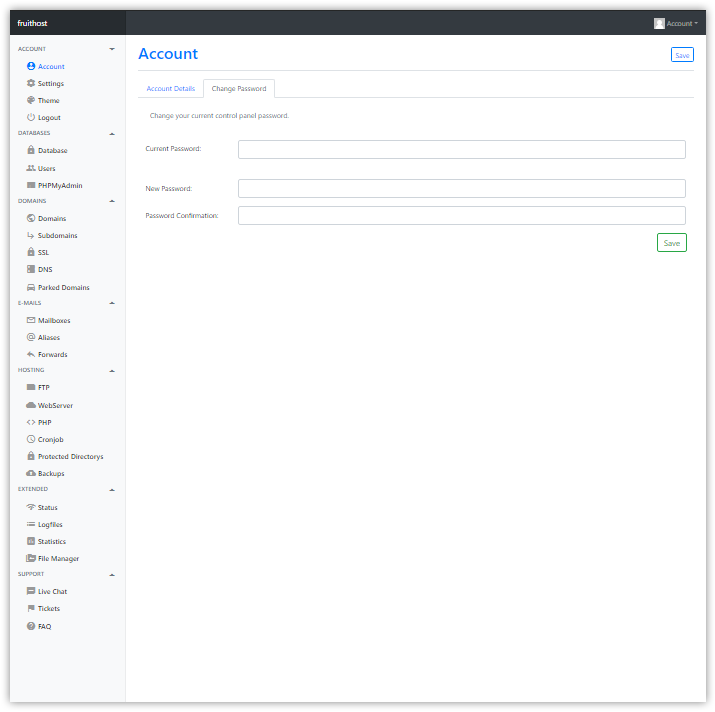 fruithost
Account
ACCOUNT
Account
Settings
Theme
Logout
DATABASES
Database
Users
PHPMyAdmin
DOMAINS
Domains
Subdomains
SSL
DNS
Parked Domains
E-MAILS
Mailboxes
Aliases
Forwards
HOSTING
FTP
WebServer
PHP
Cronjob
Protected Directorys
Backups
EXTENDED
Status
Logfiles
Statistics
File Manager
SUPPORT
Live Chat
Tickets
FAQ
Account
Save
Account Details
Change Password
Change your current control panel password.
Current Password:
New Password:
Password Confirmation:
Save